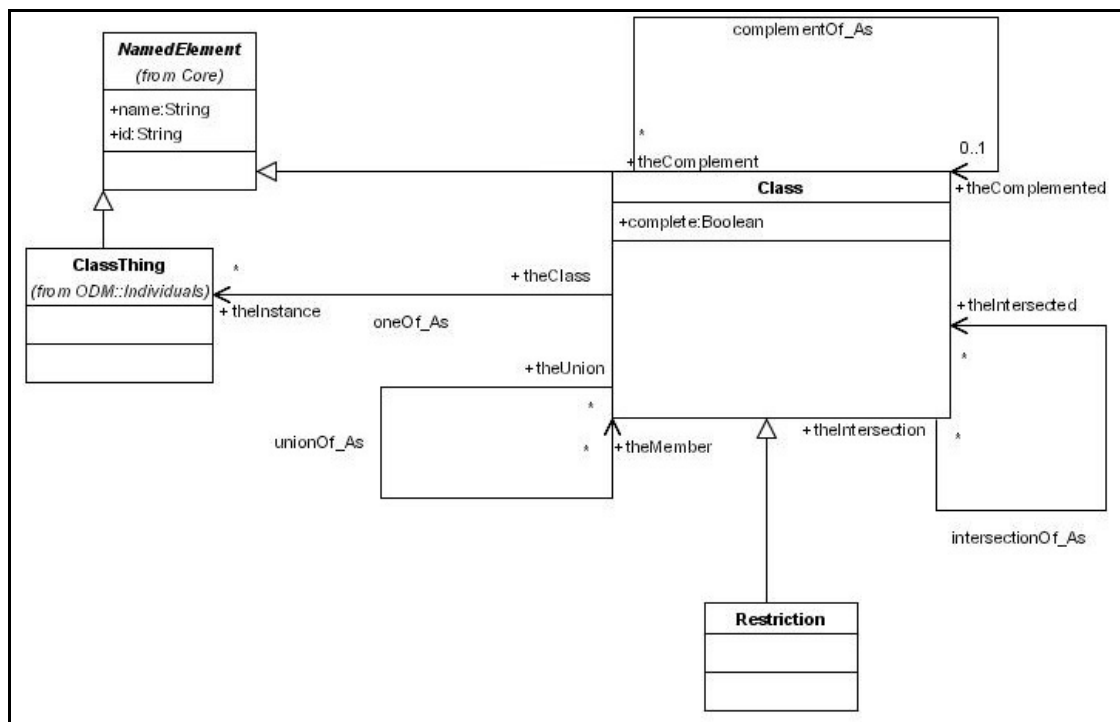 complementOf_As
NamedElement
(from Core)
+name:String
+id:String
*
0..1
+theComplement
+theComplemented
Class
+complete:Boolean
ClassThing
(from ODM::Individuals)
*
+theClass
+theInstance
oneOf_As
+theIntersected
*
+theUnion
*
+theIntersection
*
unionOf_As
*
+theMember
intersectionOf_As
Restriction